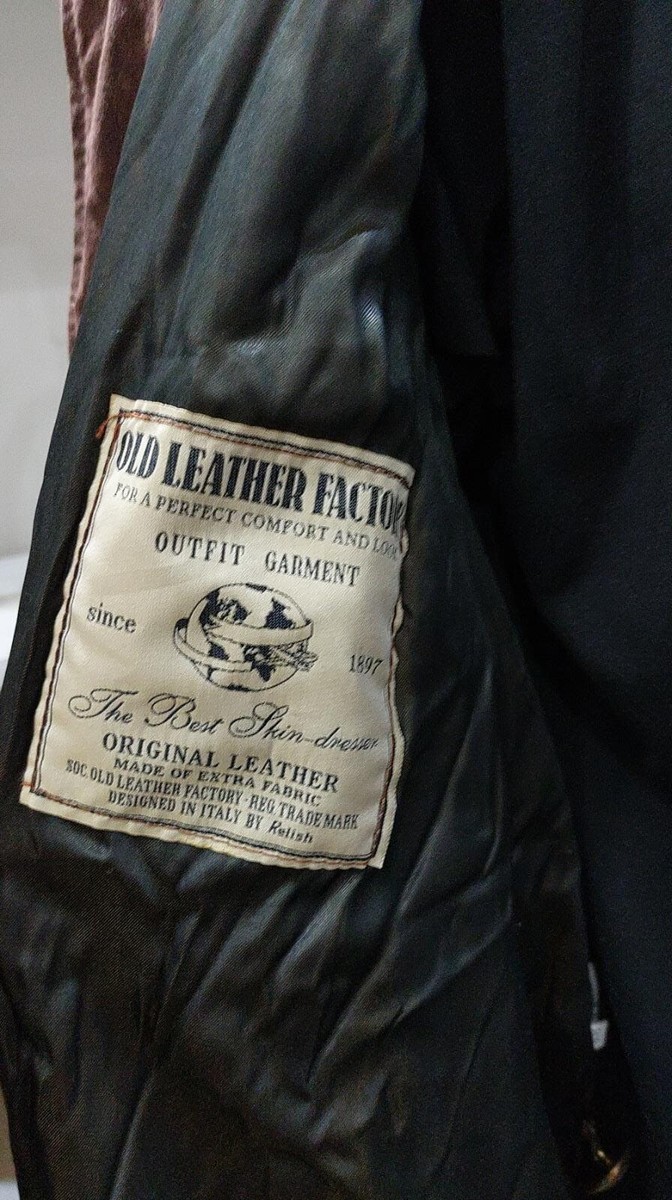 OLD LEATHER FACTOR
FOR A PERFECT COMFORT AND LOOK
OUTFIT GARMENT
since
1897
The Best Skin-dresser
ORIGINAL LEATHER
MADE OF EXTRA FABRIC
SOC.OLD LEATHER FACTORY-REG.TRADE MARK
DESIGNED IN ITALY BY Relish